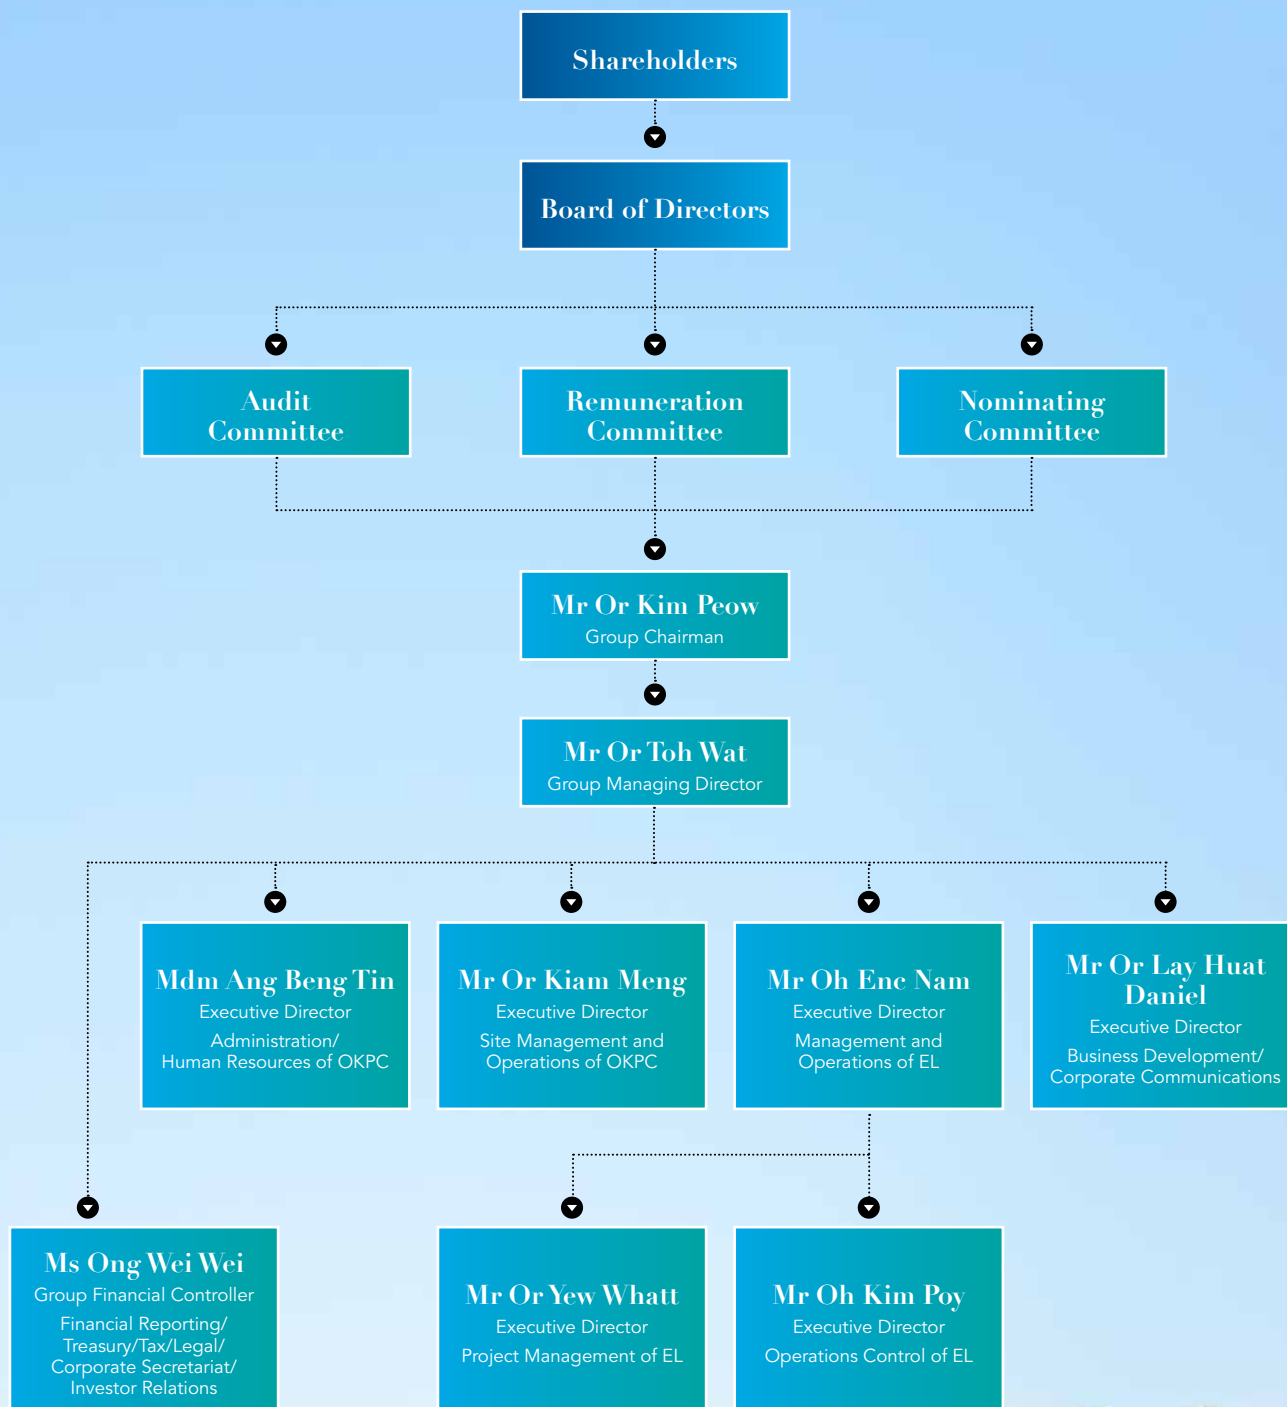 Shareholders
Board of Directors
Audit
Committee
Remuneration
Committee
Nominating
Committee
Mr Or Kim Peow
Group Chairman
Mr Or Toh Wat
Group Managing Director
Mdm Ang Beng Tin
Executive Director
Administration/
Human Resources of OKPC
Mr Or Kiam Meng
Executive Director
Site Management and
Operations of OKPC
Mr Oh Enc Nam
Executive Director
Management and
Operations of EL
Mr Or Lay Huat
Daniel
Executive Director
Business Development/
Corporate Communications
Ms Ong Wei Wei
Group Financial Controller
Financial Reporting/
Treasury/Tax/Legal/
Corporate Secretariat/
Investor Relations
Mr Or Yew Whatt
Executive Director
Project Management of EL
Mr Oh Kim Poy
Executive Director
Operations Control of EL